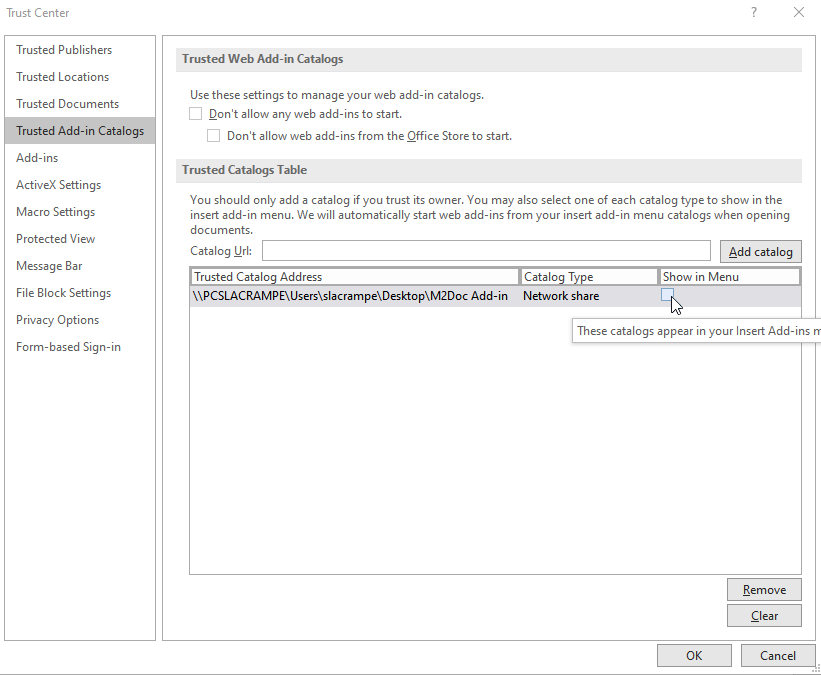 Trust Center
?
Trusted Publishers
Trusted Locations
Trusted Documents
Trusted Add-in Catalogs
Add-ins
ActiveX Settings
Macro Settings
Protected View
Message Bar
File Block Settings
Privacy Options
Form-based Sign-in
Trusted Web Add-in Catalogs
Use these settings to manage your web add-in catalogs.
Don't allow any web add-ins to start.
Don't allow web add-ins from the Office Store to start.
Trusted Catalogs Table
You should only add a catalog if you trust its owner. You may also select one of each catalog type to show in the
insert add-in menu. We will automatically start web add-ins from your insert add-in menu catalogs when opening
documents.
Catalog Url: Add catalog
Trusted Catalog Address Catalog Type Show in Menu
\\PCSLACRAMPE\Users\slacrampe\Desktop\M2Doc Add-in Network share
These catalogs appear in your Insert Add-ins m
Remove
Clear
OK Cancel